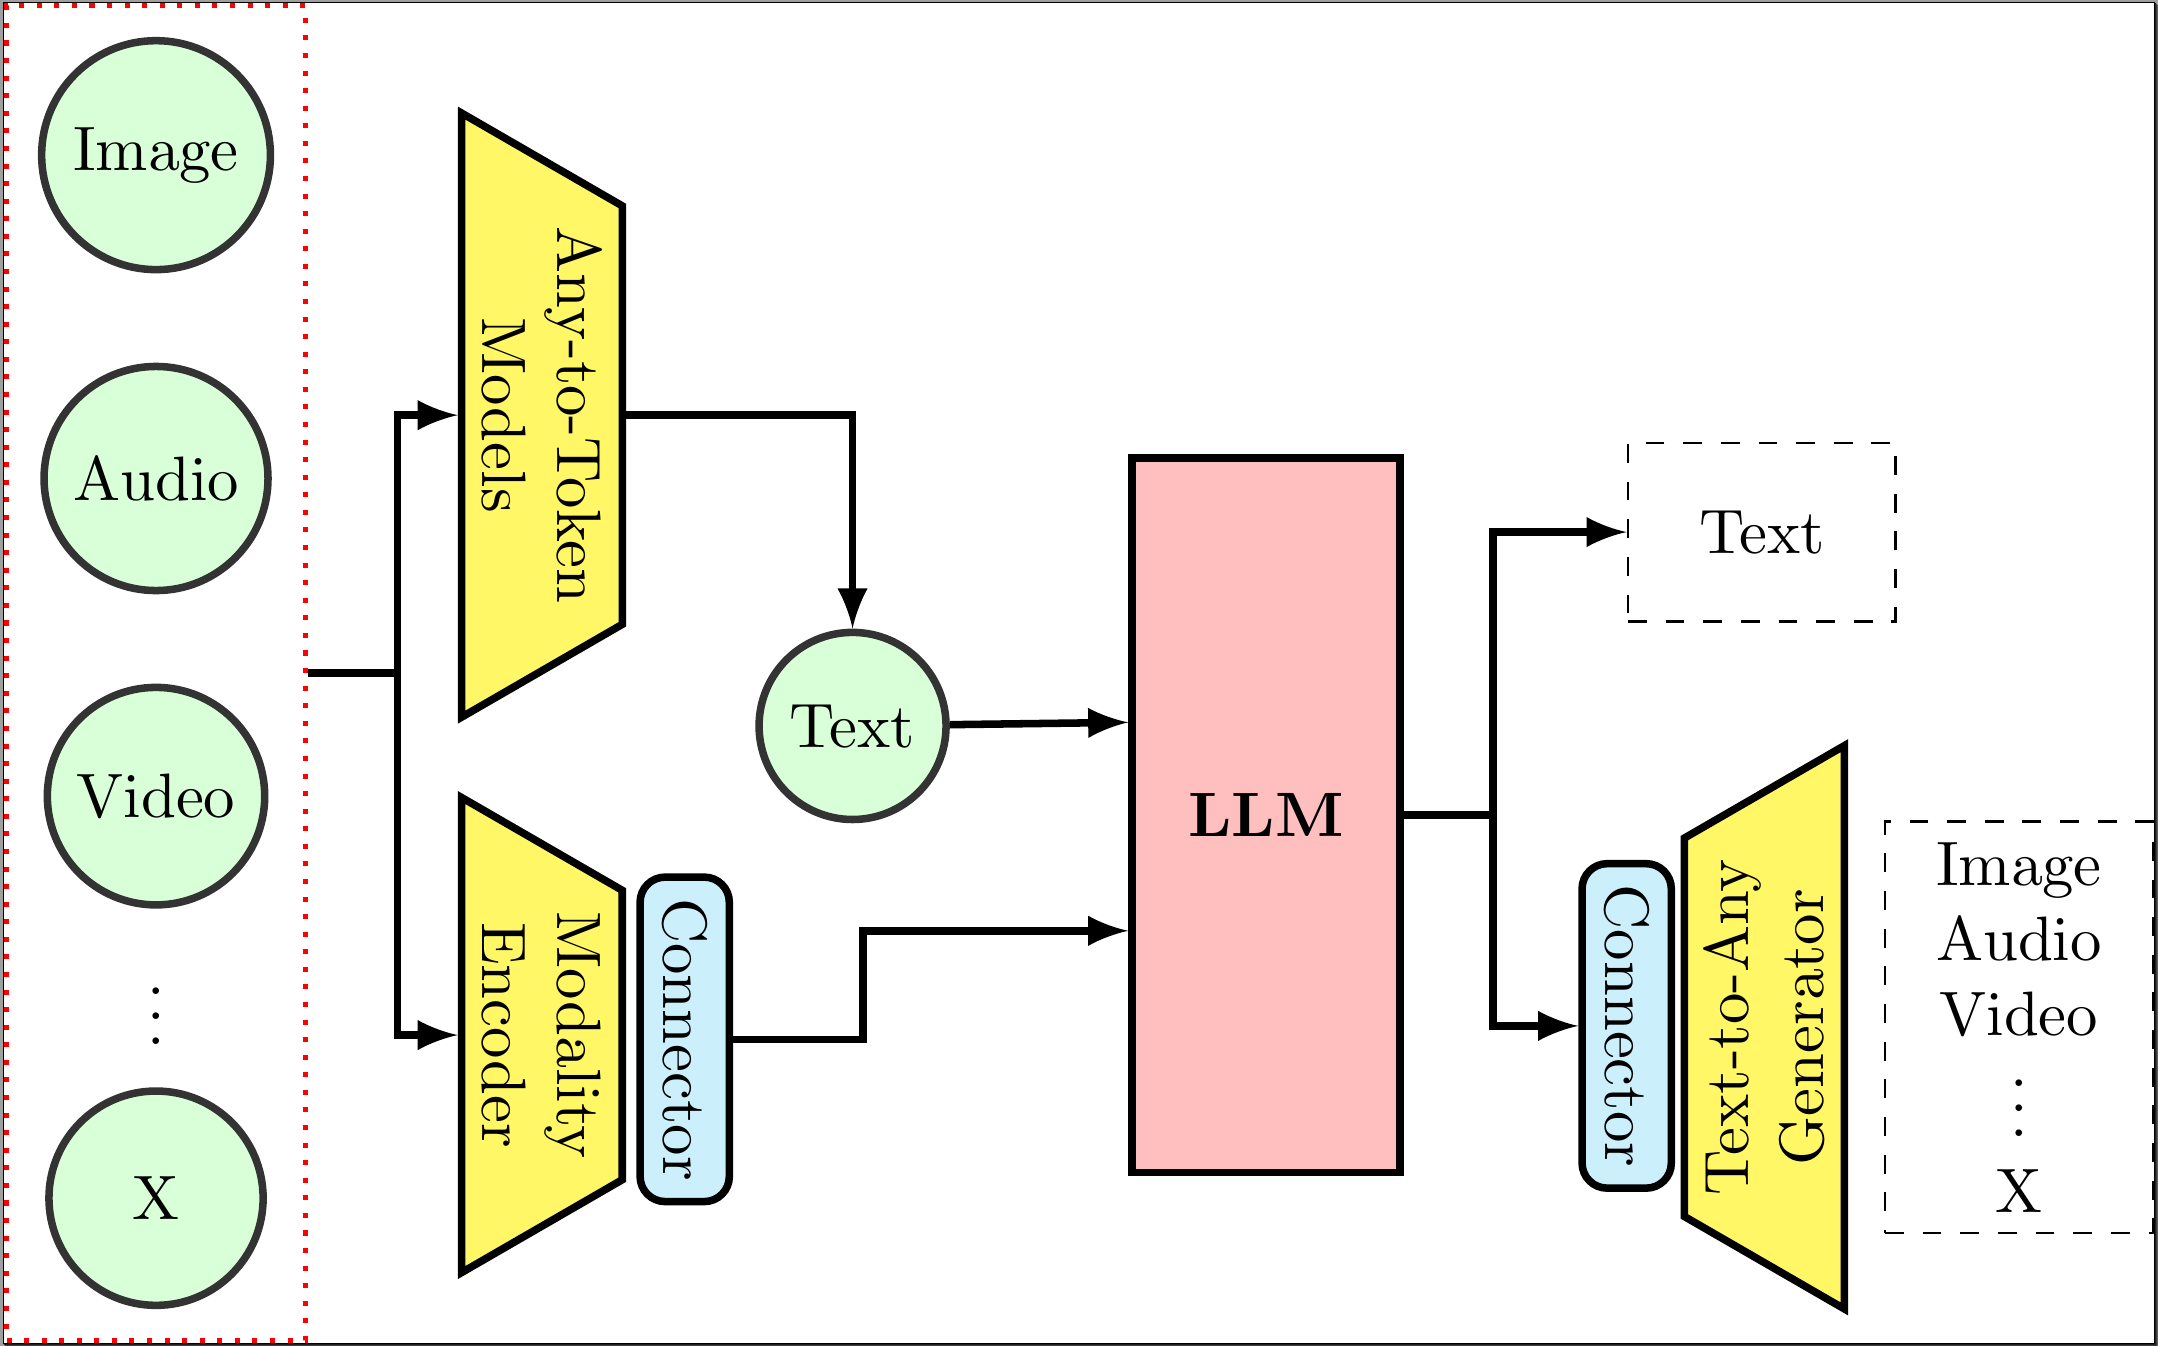 Image
Audio
Video
⋮
X
Any-to-Token
Models
Modality
Encoder
Connector
Text
LLM
Text
Connector
Text-to-Any
Generator
Image
Audio
Video
⋮
X